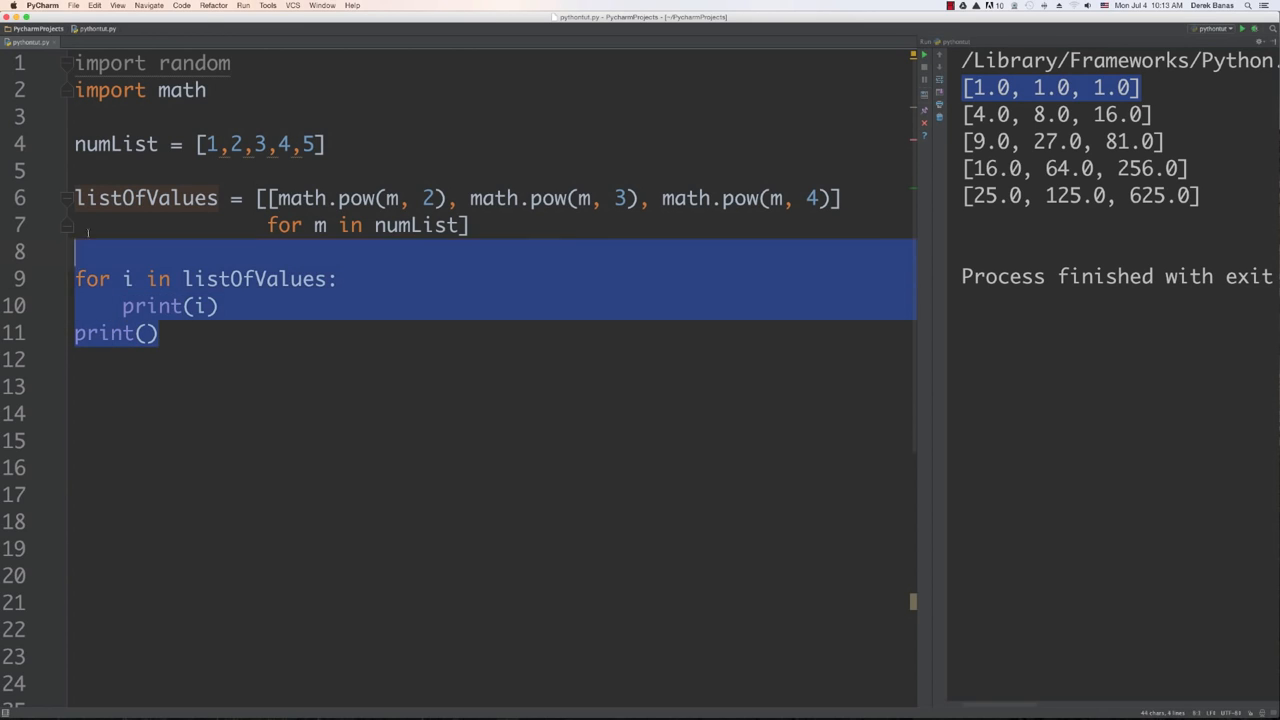 PyCharm File Edit View Navigate Code Refactor Run Tools VCS Window Help
10 Mon Jul 4 10:13 AM Derek Banas
pythontut.py - PycharmProjects - [~/PycharmProjects]
PycharmProjects pythontut.py
pythontut
pythontut.py
Run pythontut
1 import random
2 import math
3
4 numList = [1,2,3,4,5]
5
6 listOfValues = [[math.pow(m, 2), math.pow(m, 3), math.pow(m, 4)]
7 for m in numList]
8
9 for i in listOfValues:
10 print(i)
11 print()
12
13
14
15
16
17
18
19
20
21
22
23
24
/Library/Frameworks/Python.
[1.0, 1.0, 1.0]
[4.0, 8.0, 16.0]
[9.0, 27.0, 81.0]
[16.0, 64.0, 256.0]
[25.0, 125.0, 625.0]
Process finished with exit
44 chars, 4 lines 8:1 LF÷ UTF-8÷